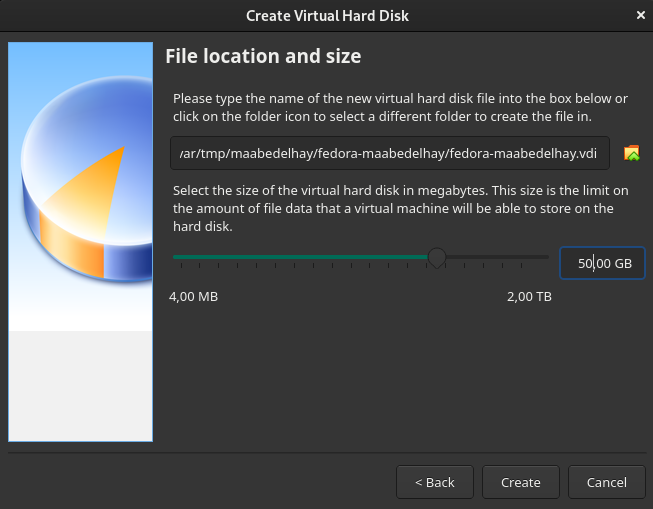 Create Virtual Hard Disk
File location and size
Please type the name of the new virtual hard disk file into the box below or
click on the folder icon to select a different folder to create the file in.
/ar/tmp/maabedelhay/fedora-maabedelhay/fedora-maabedelhay.vdi
Select the size of the virtual hard disk in megabytes. This size is the limit on
the amount of file data that a virtual machine will be able to store on the
hard disk.
50,00 GB
4,00 MB
2,00 TB
< Back
Create
Cancel